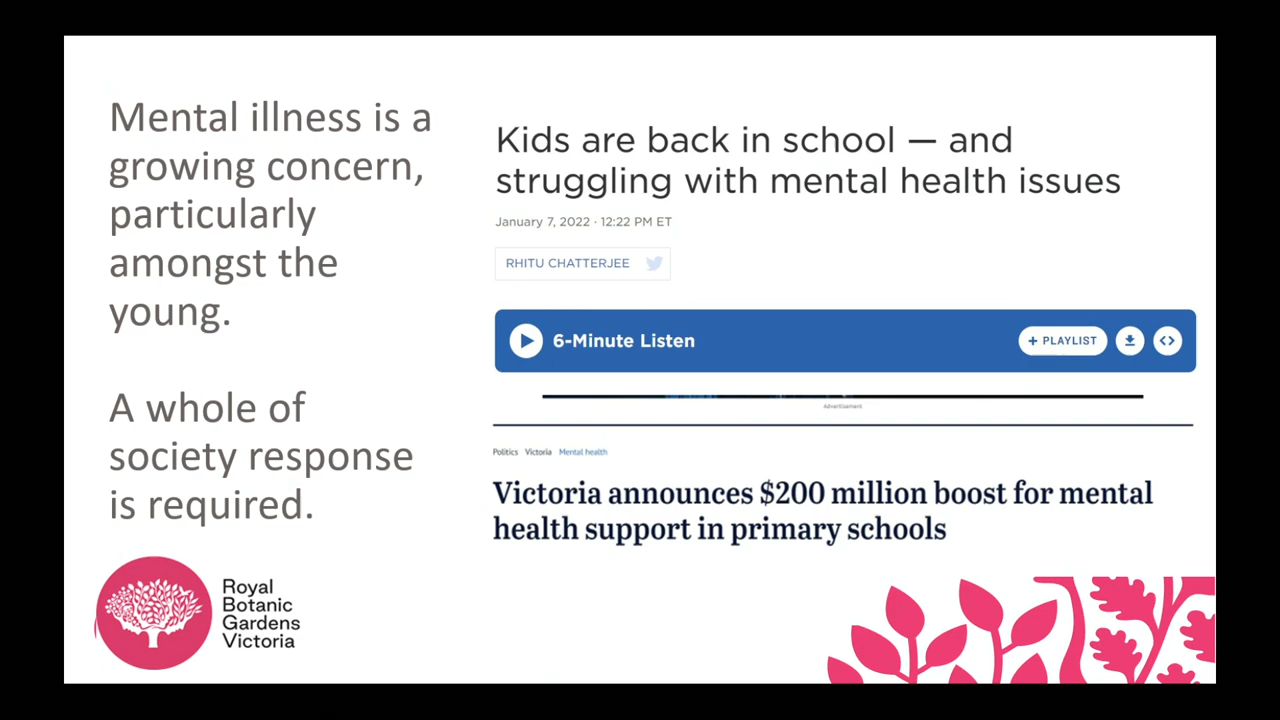 Mental illness is a
growing concern,
particularly
amongst the
young.
A whole of
society response
is required.
Kids are back in school — and
struggling with mental health issues
January 7, 2022 · 12:22 PM ET
RHITU CHATTERJEE
6-Minute Listen
+ PLAYLIST
Advertisement
Politics Victoria Mental health
Victoria announces $200 million boost for mental
health support in primary schools
Royal
Botanic
Gardens
Victoria